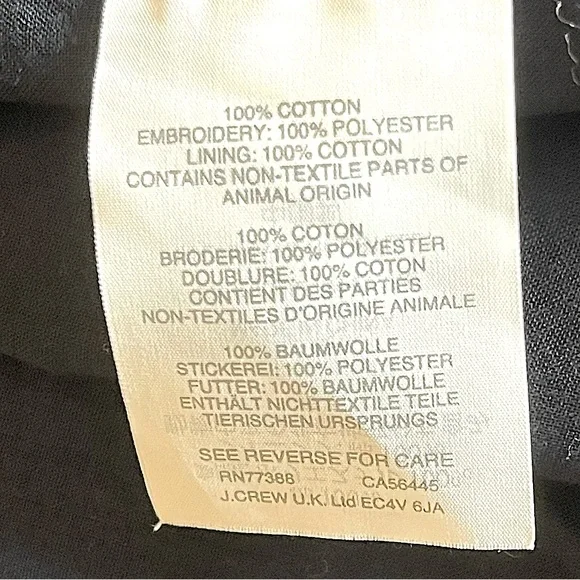 100% COTTON
EMBROIDERY: 100% POLYESTER
LINING: 100% COTTON
CONTAINS NON-TEXTILE PARTS OF
ANIMAL ORIGIN
100% COTON
BRODERIE: 100% POLYESTER
DOUBLURE: 100% COTON
CONTIENT DES PARTIES
NON-TEXTILES D'ORIGINE ANIMALE
100% BAUMWOLLE
STICKEREI: 100% POLYESTER
FUTTER: 100% BAUMWOLLE
ENTHÄLT NICHTTEXTILE TEILE
TIERISCHEN URSPRUNGS
SEE REVERSE FOR CARE
RN77388 CA56445
J.CREW U.K. Ltd EC4V 6JA